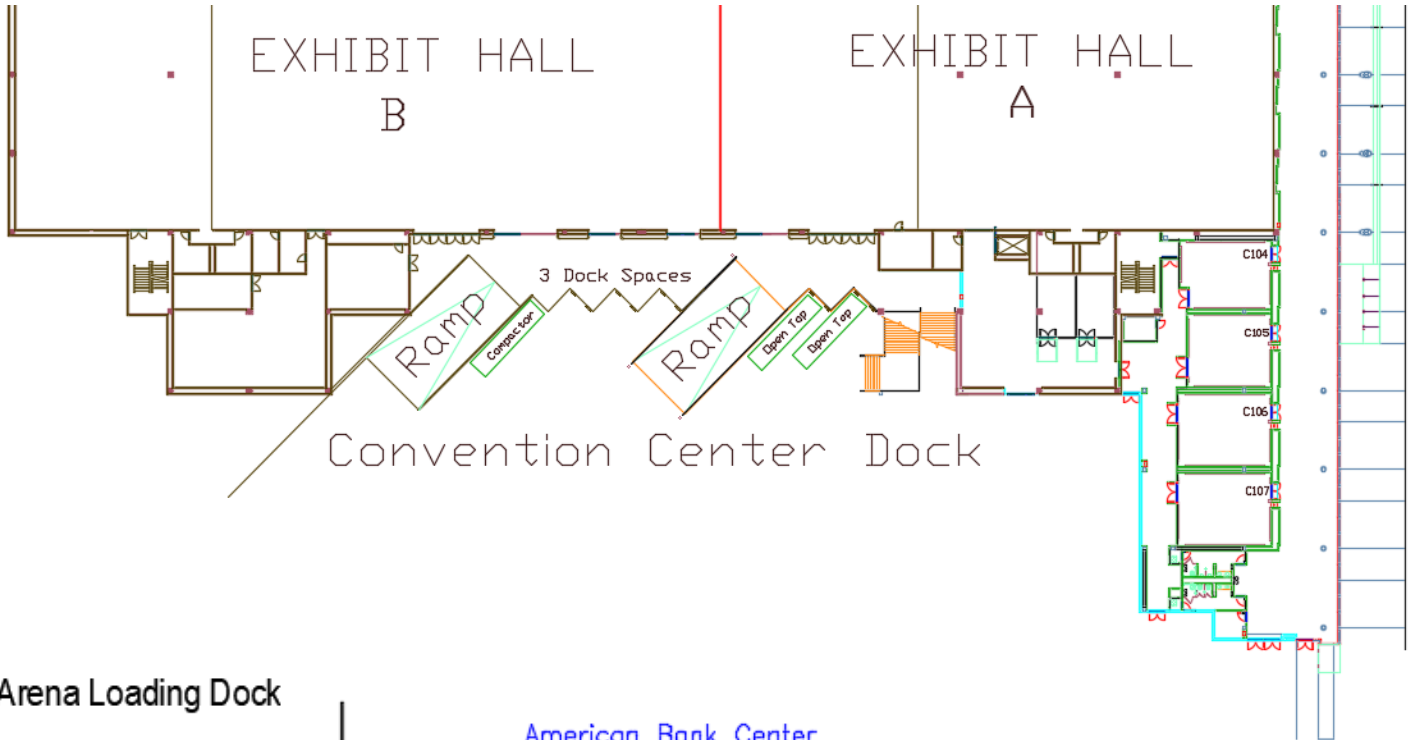 EXHIBIT HALL
B
EXHIBIT HALL
A
3 Dock Spaces
Ramp
Compactor
Ramp
Open Top
Open Top
C104
C105
C106
C107
Convention Center Dock
Arena Loading Dock
American Bank Center